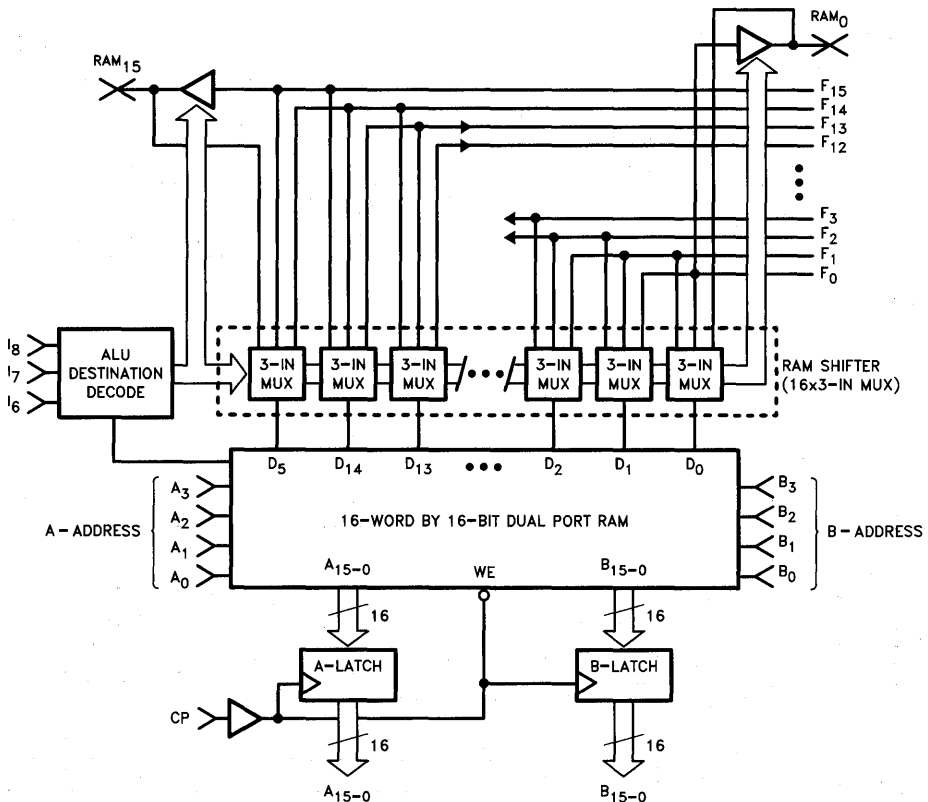 RAM0
RAM15
F15
F14
F13
F12
F3
F2
F1
F0
I8
I7
I6
ALU
DESTINATION
DECODE
3-IN
MUX
3-IN
MUX
3-IN
MUX
3-IN
MUX
3-IN
MUX
3-IN
MUX
RAM SHIFTER
(16x3-IN MUX)
D5
D14
D13
D2
D1
D0
A-ADDRESS
A3
A2
A1
A0
16-WORD BY 16-BIT DUAL PORT RAM
B3
B2
B1
B0
B-ADDRESS
A15-0
WE
B15-0
16
16
A-LATCH
B-LATCH
CP
16
16
A15-0
B15-0